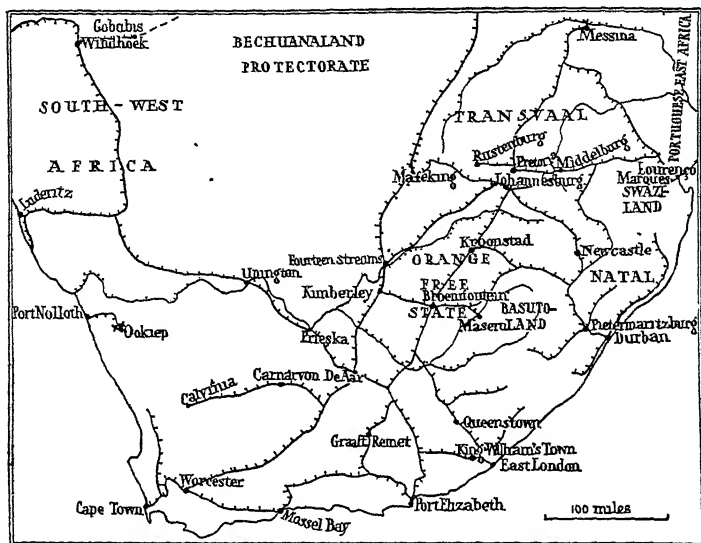 Gobabis
Windhoek
BECHUANALAND
PROTECTORATE
Messina
PORTUGUESE EAST AFRICA
SOUTH-WEST
AFRICA
TRANSVAAL
Rustenburg
Pretoria
Middelburg
Lourenço
Marques
Mafeking
Johannesburg
SWAZI-
LAND
Luderitz
Fourteen Streams
Kroonstad
ORANGE
FREE
STATE
Newcastle
NATAL
Upington
Kimberley
Bloemfontein
BASUTO-
LAND
Maseru
Port Nolloth
Ookiep
Prieska
Pietermaritzburg
Durban
Calvinia
Carnarvon
De Aar
Queenstown
Graaff Reinet
King William's Town
East London
Worcester
Cape Town
Mossel Bay
Port Elizabeth
100 miles